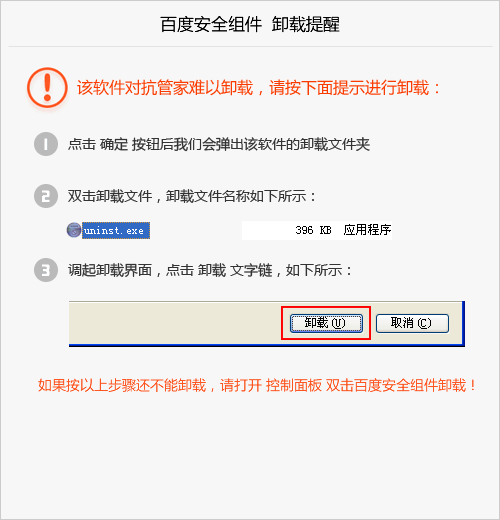 百度安全组件 卸载提醒
该软件对抗管家难以卸载，请按下面提示进行卸载：
1 点击 确定 按钮后我们会弹出该软件的卸载文件夹
2 双击卸载文件，卸载文件名称如下所示：
uninst.exe 396 KB 应用程序
3 调起卸载界面，点击 卸载 文字链，如下所示：
卸载(U) 取消(C)
如果按以上步骤还不能卸载，请打开 控制面板 双击百度安全组件卸载！